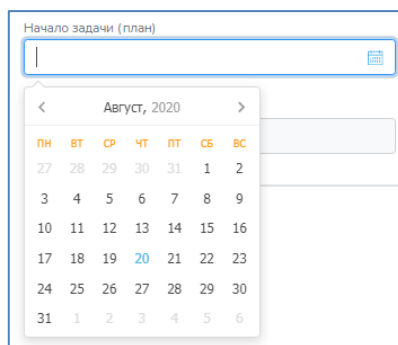 Начало задачи (план)
Август, 2020
ПН ВТ СР ЧТ ПТ СБ ВС
27 28 29 30 31 1 2
3 4 5 6 7 8 9
10 11 12 13 14 15 16
17 18 19 20 21 22 23
24 25 26 27 28 29 30
31 1 2 3 4 5 6